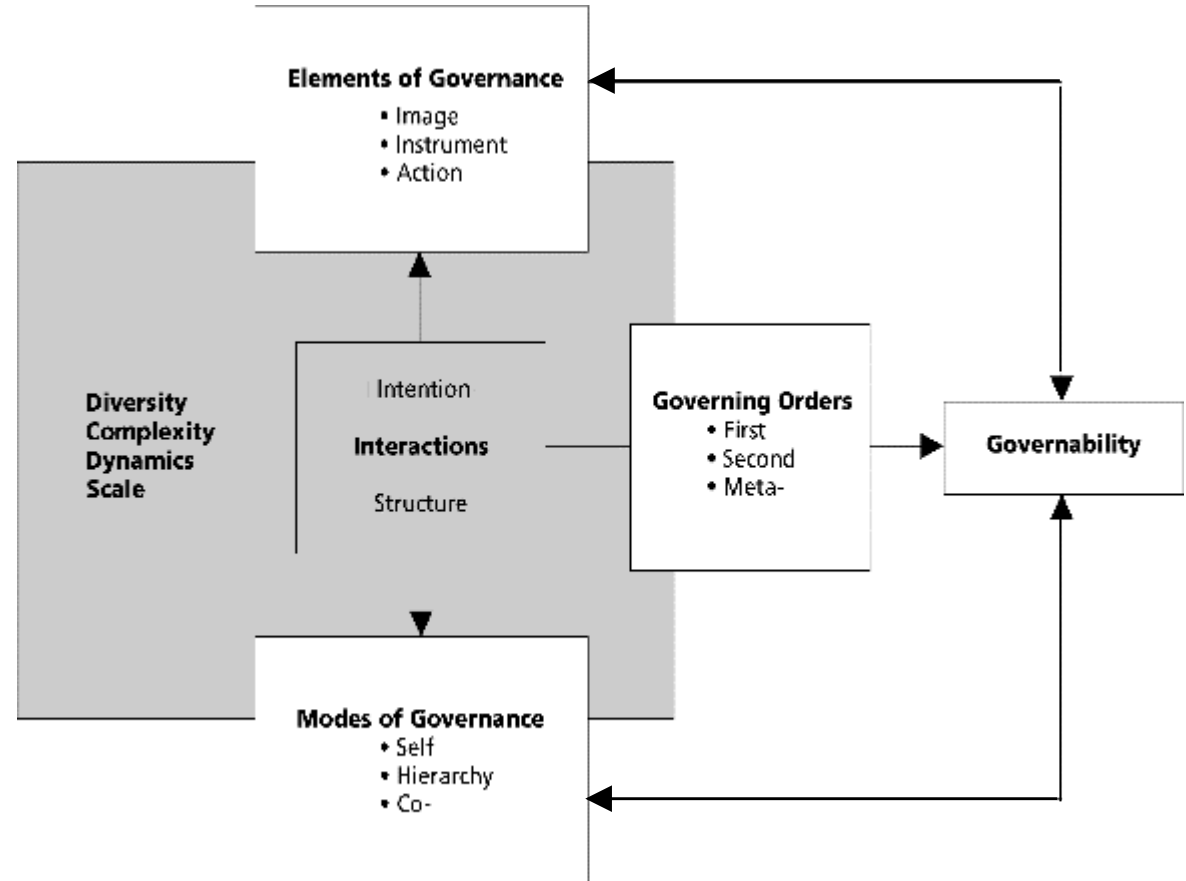 Elements of Governance
• Image
• Instrument
• Action
Diversity
Complexity
Dynamics
Scale
Intention
Interactions
Structure
Governing Orders
• First
• Second
• Meta-
Governability
Modes of Governance
• Self
• Hierarchy
• Co-